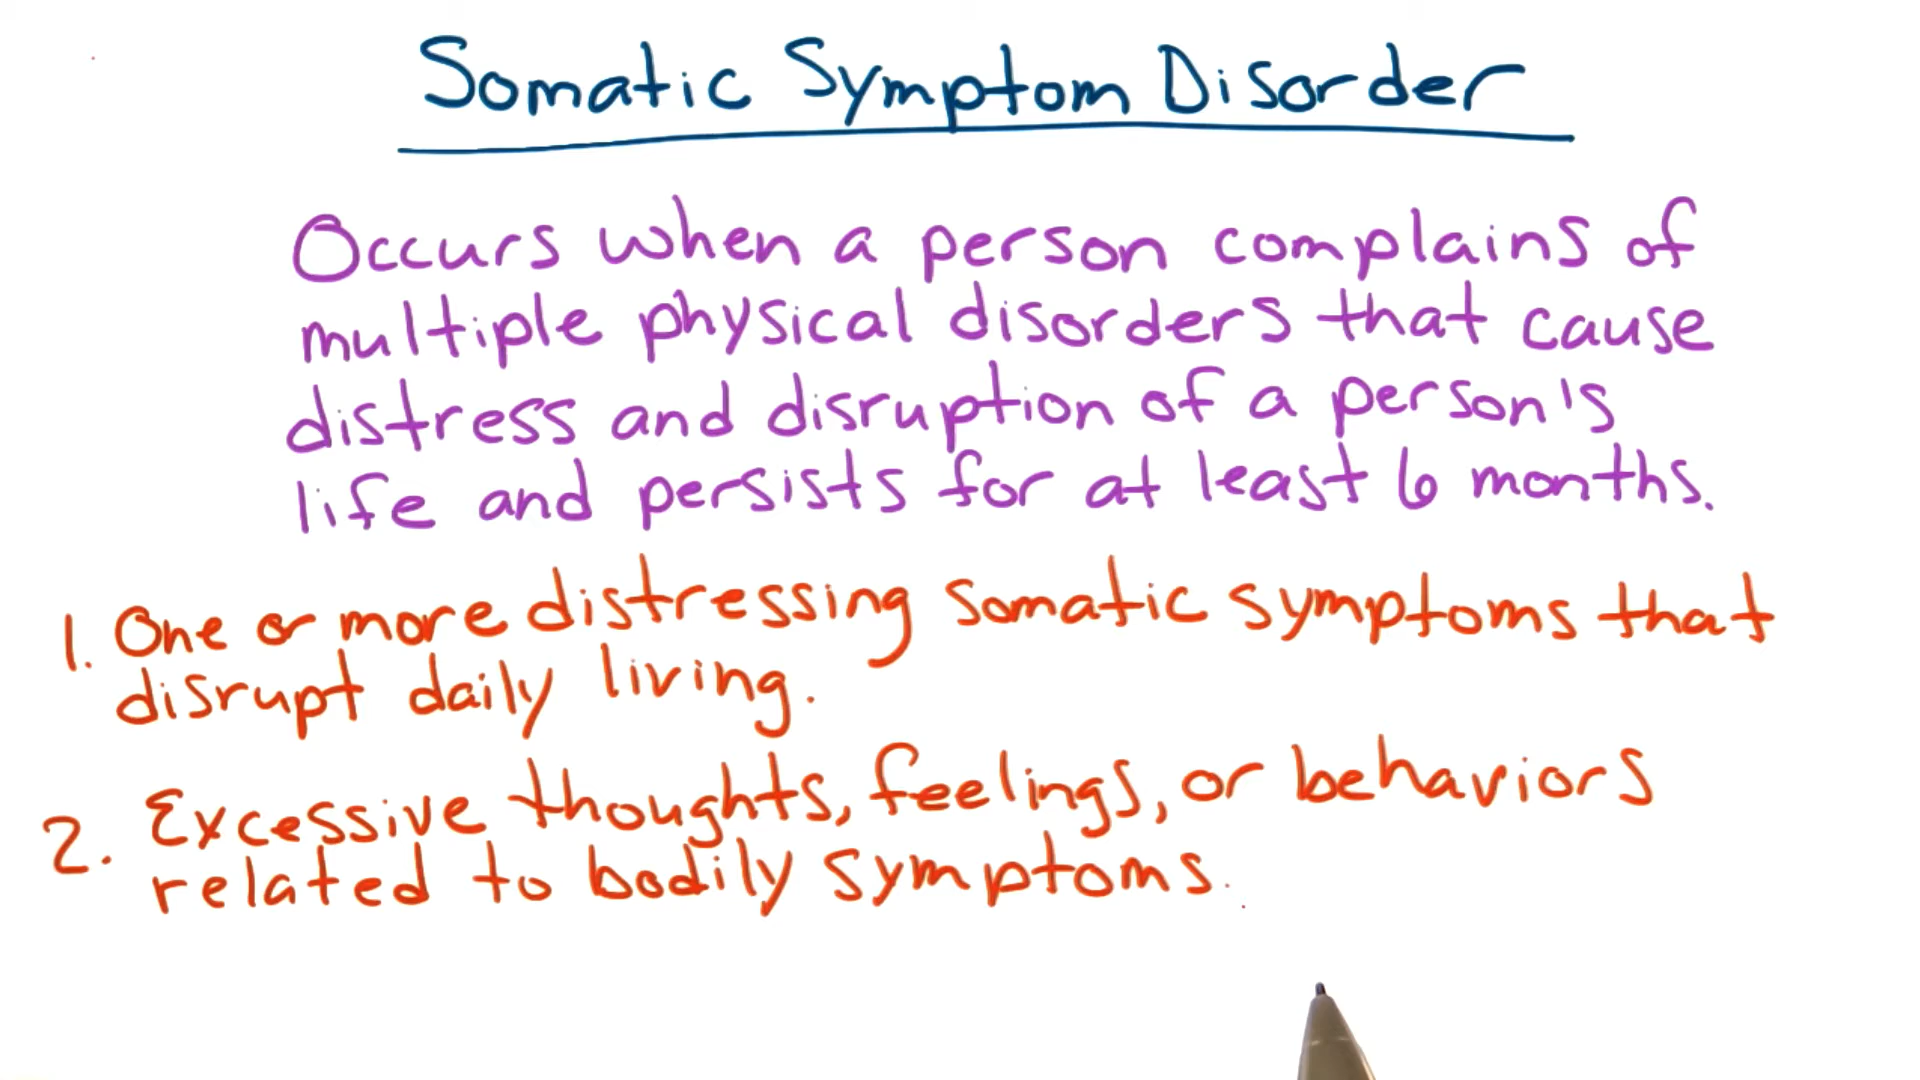 Somatic Symptom Disorder
Occurs when a person complains of
multiple physical disorders that cause
distress and disruption of a person's
life and persists for at least 6 months.
1. One or more distressing somatic symptoms that
disrupt daily living.
2. Excessive thoughts, feelings, or behaviors
related to bodily symptoms.